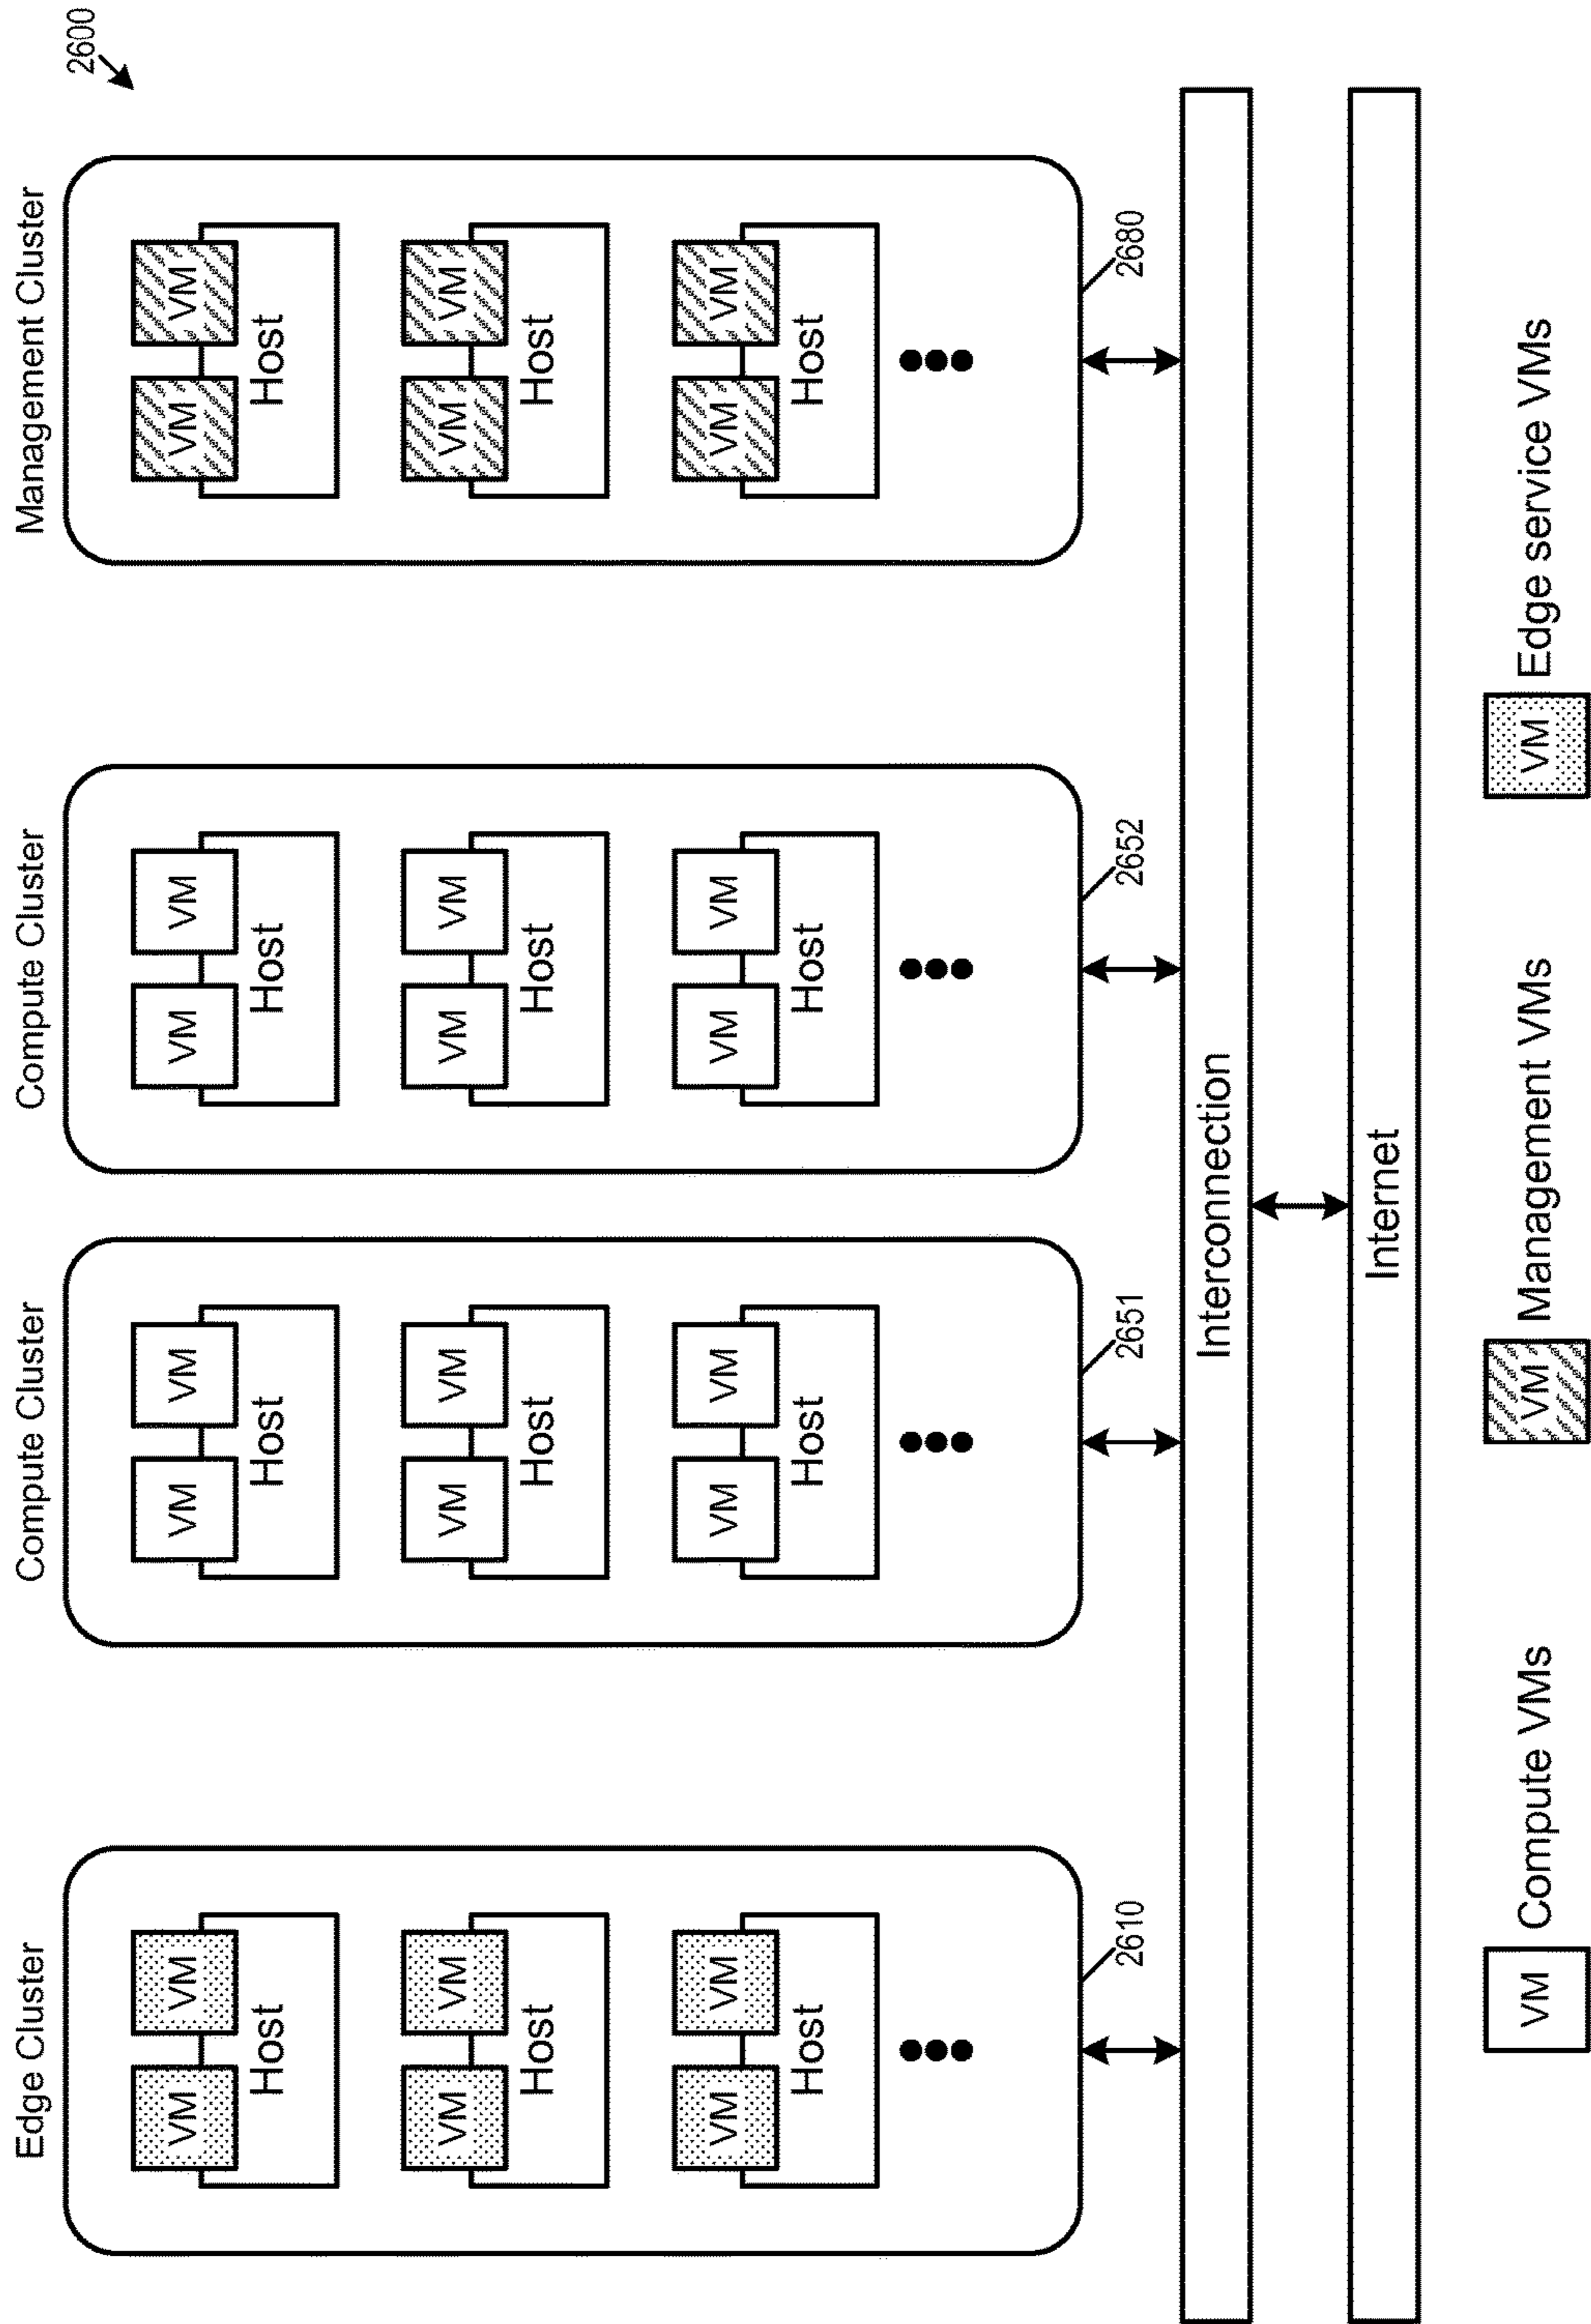 2600
Edge Cluster
Compute Cluster
Compute Cluster
Management Cluster
VM VM
Host
VM VM
Host
VM VM
Host
VM VM
Host
VM VM
Host
VM VM
Host
VM VM
Host
VM VM
Host
VM VM
Host
VM VM
Host
VM VM
Host
VM VM
Host
2610
2651
2652
2680
Interconnection
Internet
VM Compute VMs
VM Management VMs
VM Edge service VMs